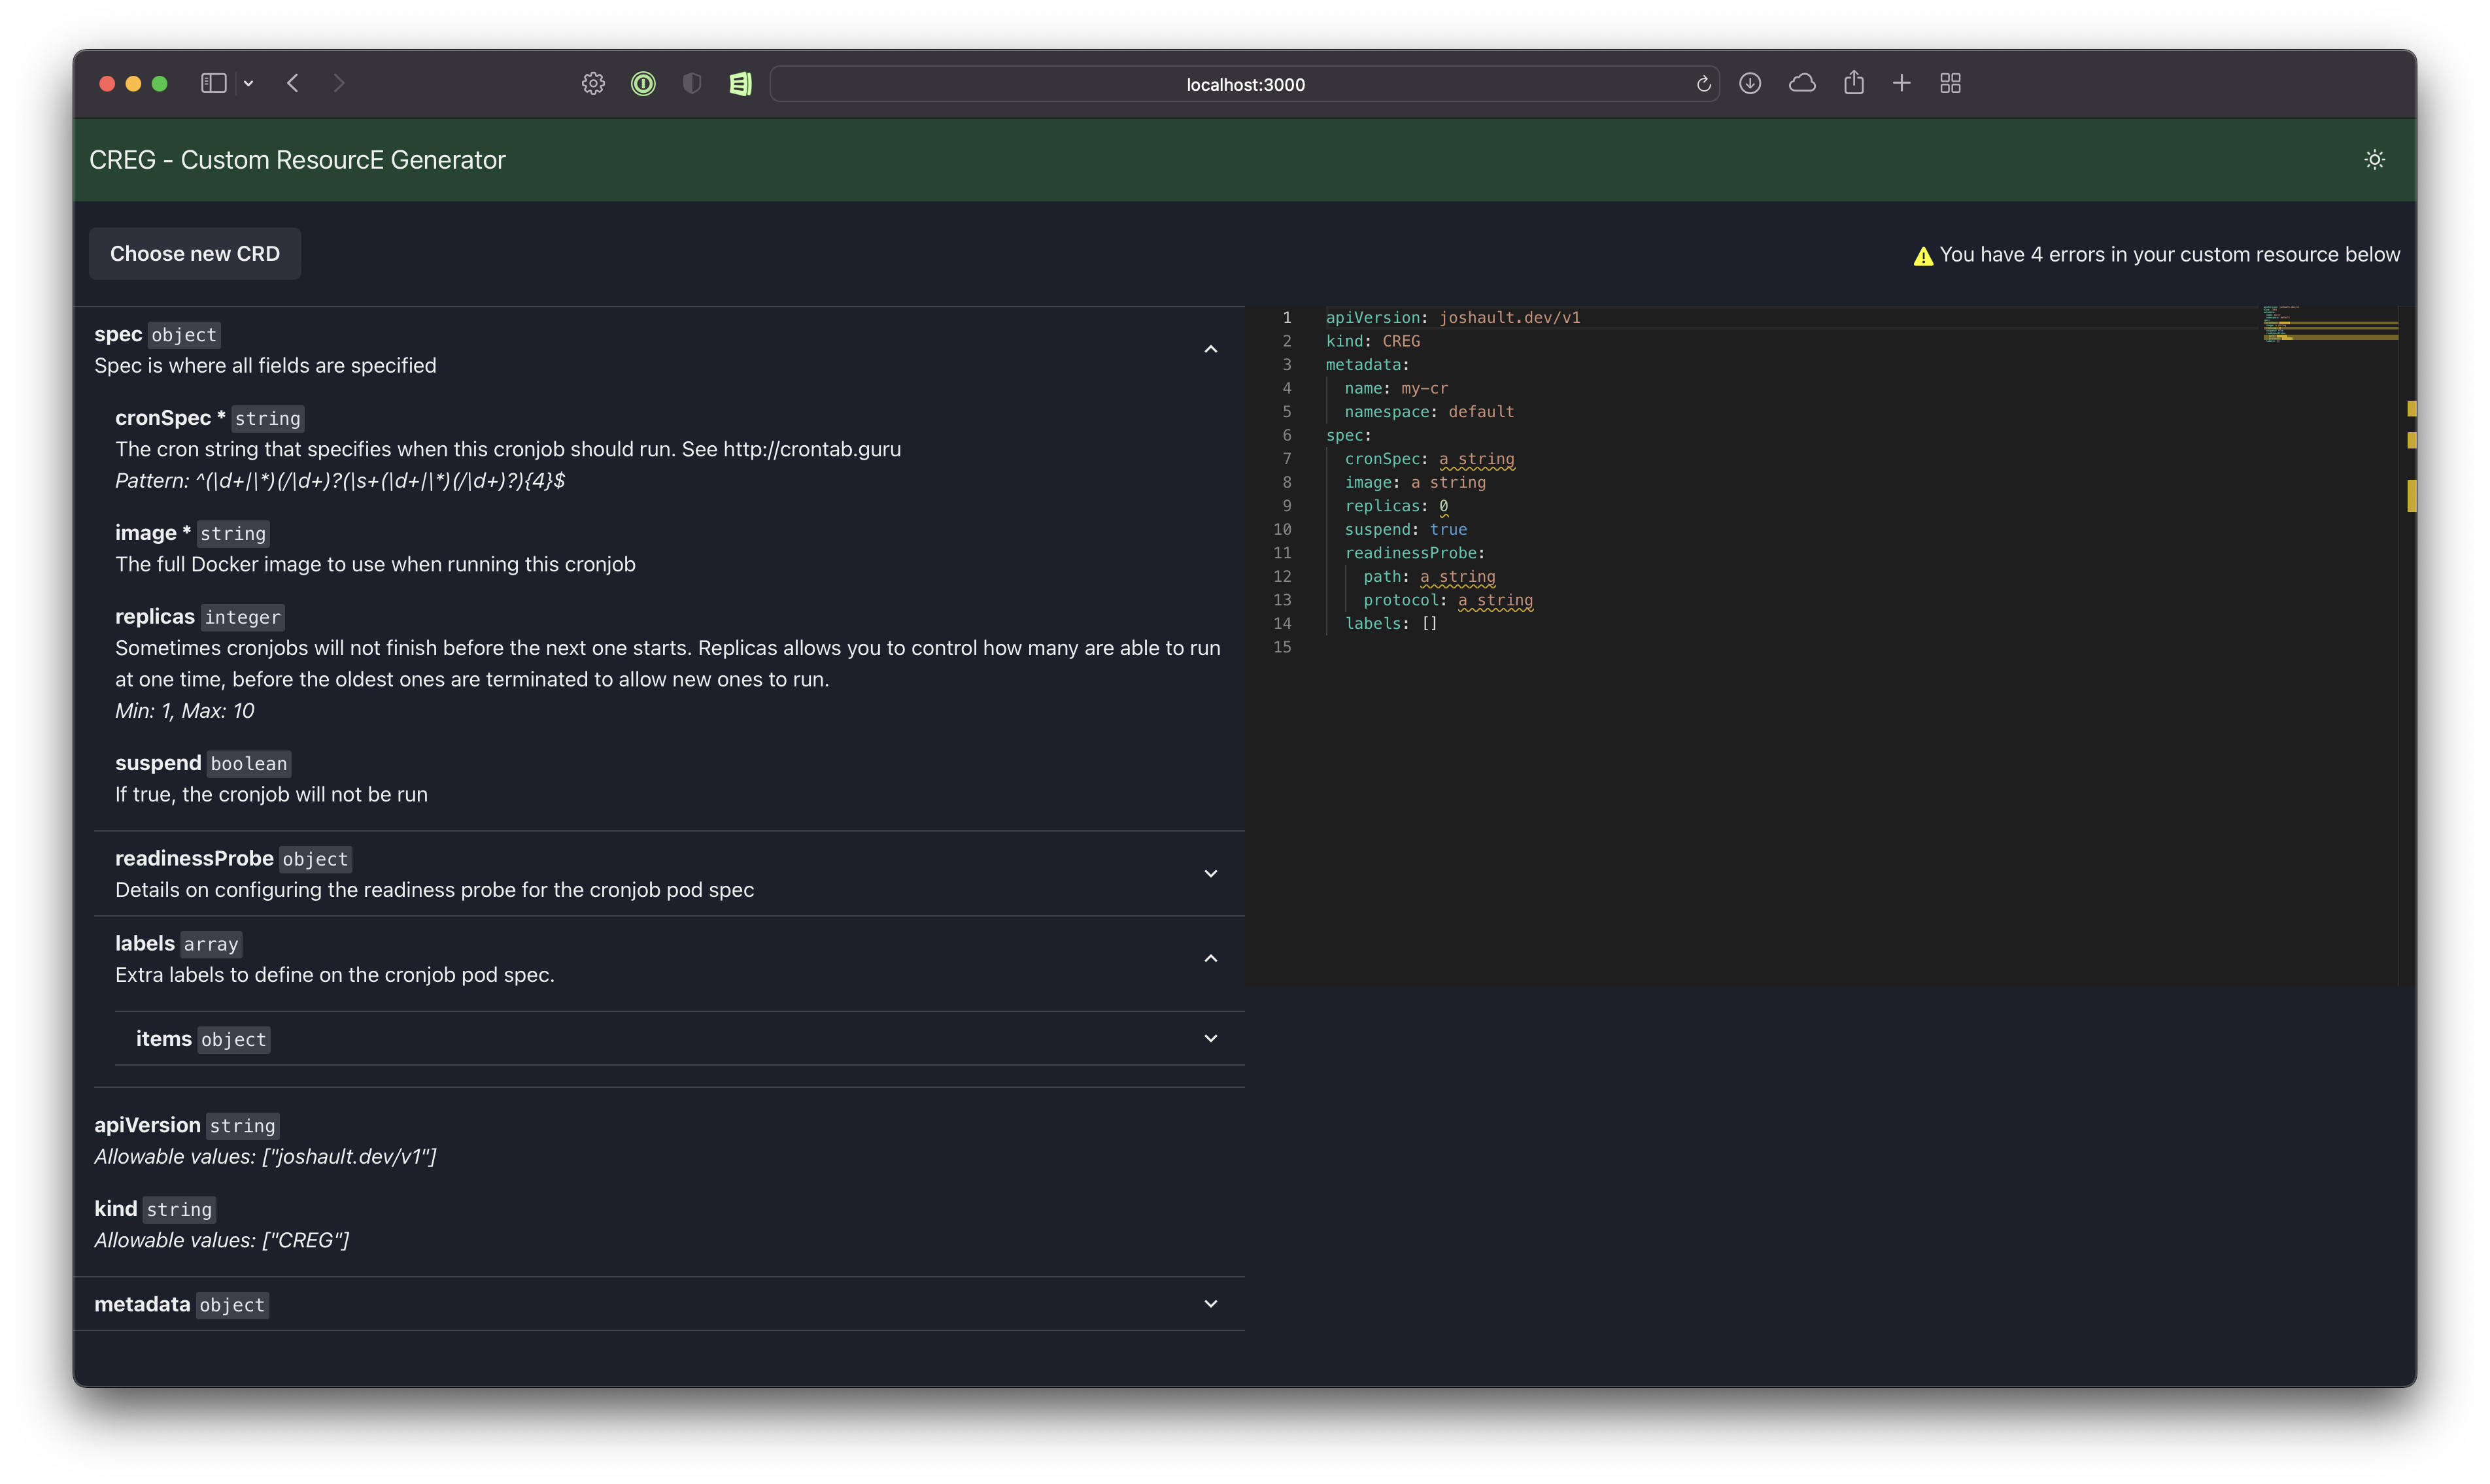 localhost:3000
CREG - Custom ResourcE Generator
Choose new CRD
You have 4 errors in your custom resource below
spec object
Spec is where all fields are specified
cronSpec * string
The cron string that specifies when this cronjob should run. See http://crontab.guru
Pattern: ^(\d+|\*)(/\d+)?(\s+(\d+|\*)(/\d+)?){4}$
image * string
The full Docker image to use when running this cronjob
replicas integer
Sometimes cronjobs will not finish before the next one starts. Replicas allows you to control how many are able to run
at one time, before the oldest ones are terminated to allow new ones to run.
Min: 1, Max: 10
suspend boolean
If true, the cronjob will not be run
readinessProbe object
Details on configuring the readiness probe for the cronjob pod spec
labels array
Extra labels to define on the cronjob pod spec.
items object
apiVersion string
Allowable values: ["joshault.dev/v1"]
kind string
Allowable values: ["CREG"]
metadata object
1 apiVersion: joshault.dev/v1
2 kind: CREG
3 metadata:
4 name: my-cr
5 namespace: default
6 spec:
7 cronSpec: a string
8 image: a string
9 replicas: 0
10 suspend: true
11 readinessProbe:
12 path: a string
13 protocol: a string
14 labels: []
15